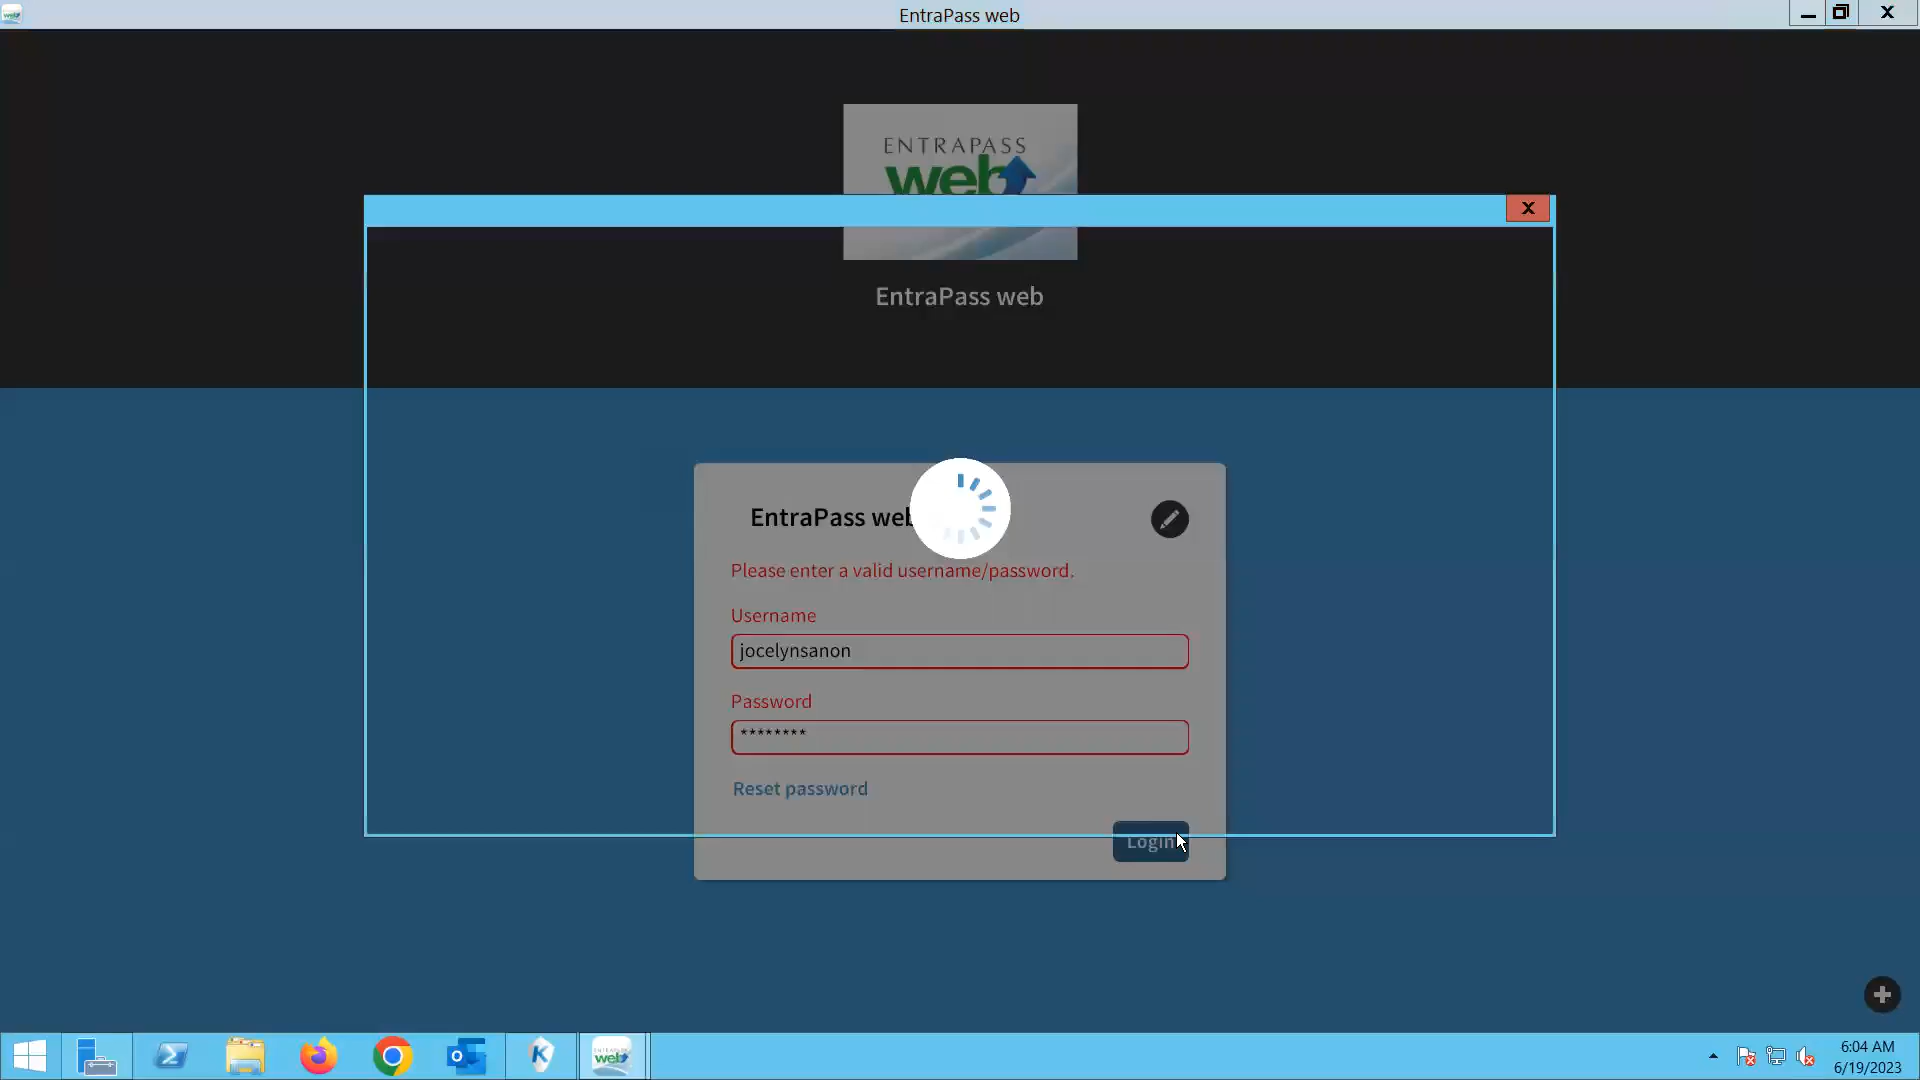 EntraPass web
X
ENTRAPASS
web
EntraPass web
EntraPass web
Please enter a valid username/password.
Username
jocelynsanon
Password
********
Reset password
Login
web
6:04 AM
6/19/2023